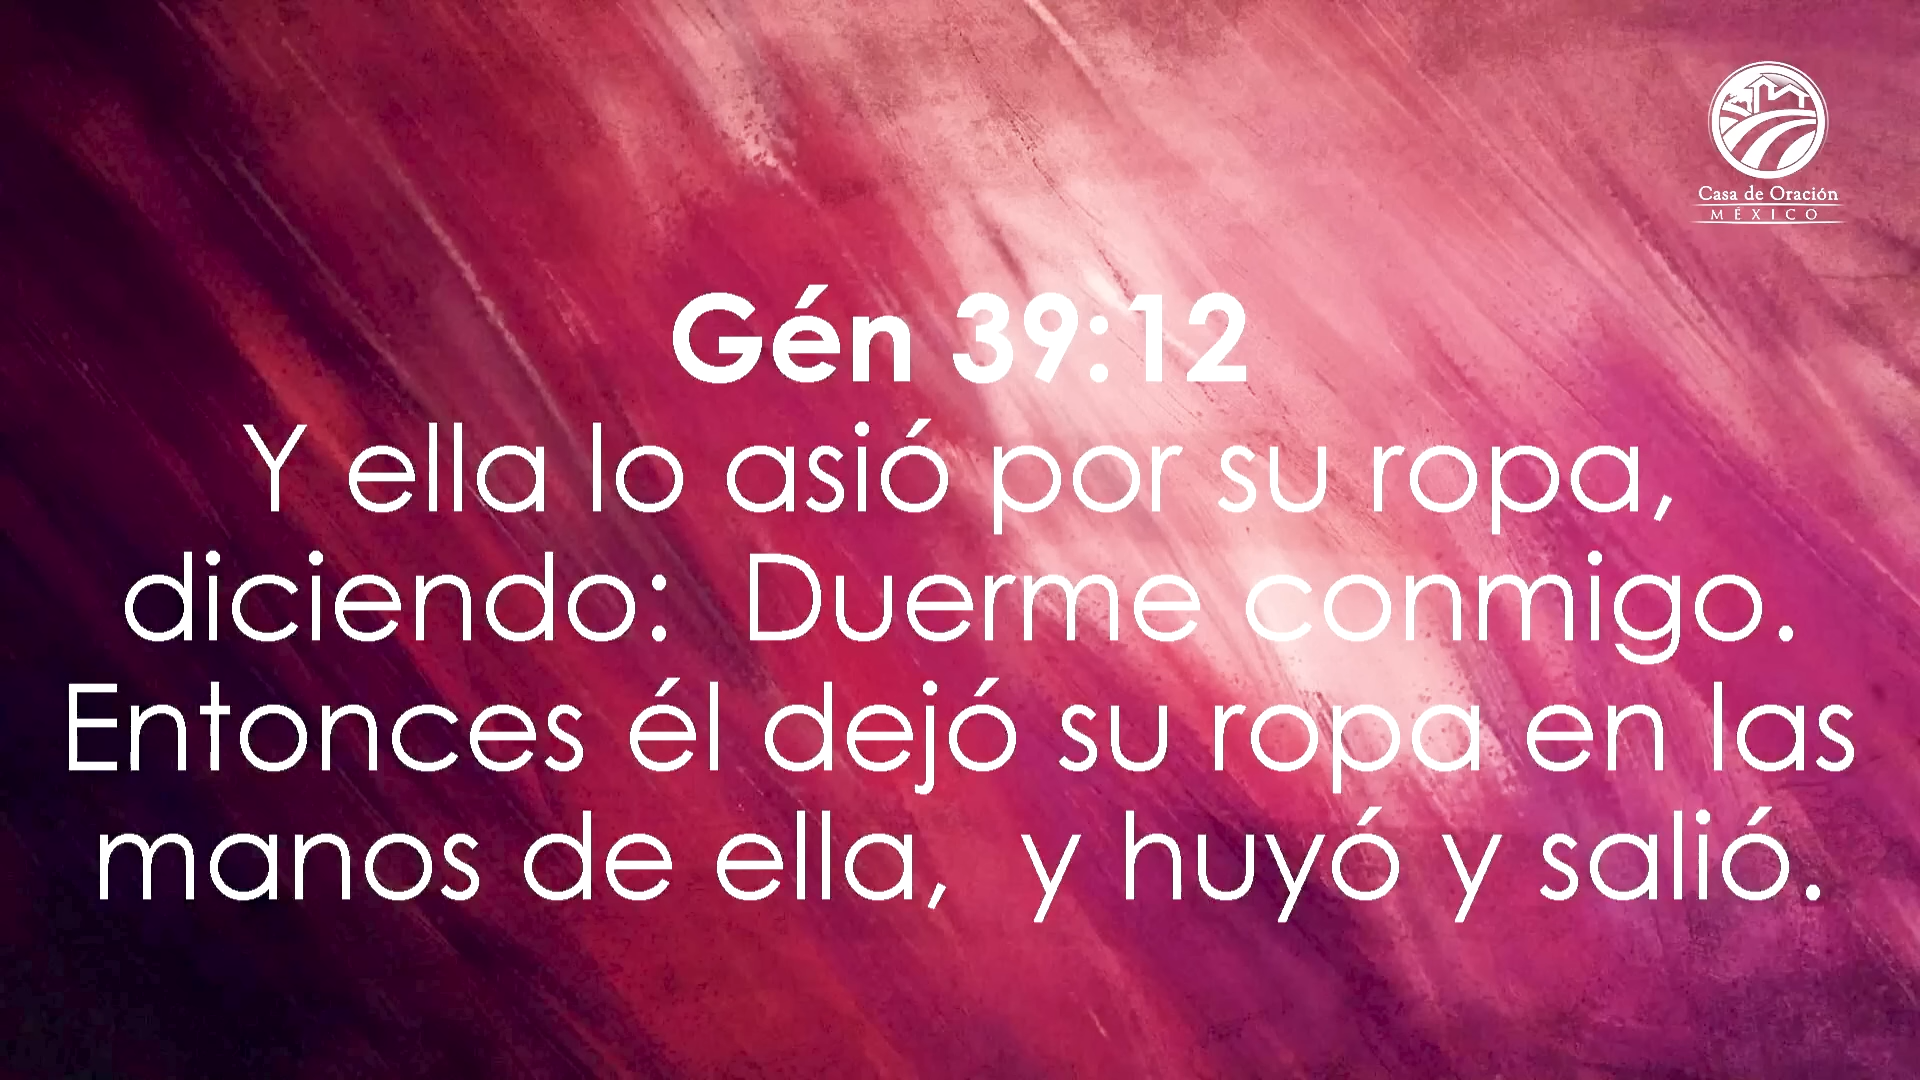 Casa de Oración
MÉXICO
Gén 39:12
Y ella lo asió por su ropa,
diciendo:  Duerme conmigo.
Entonces él dejó su ropa en las
manos de ella,  y huyó y salió.